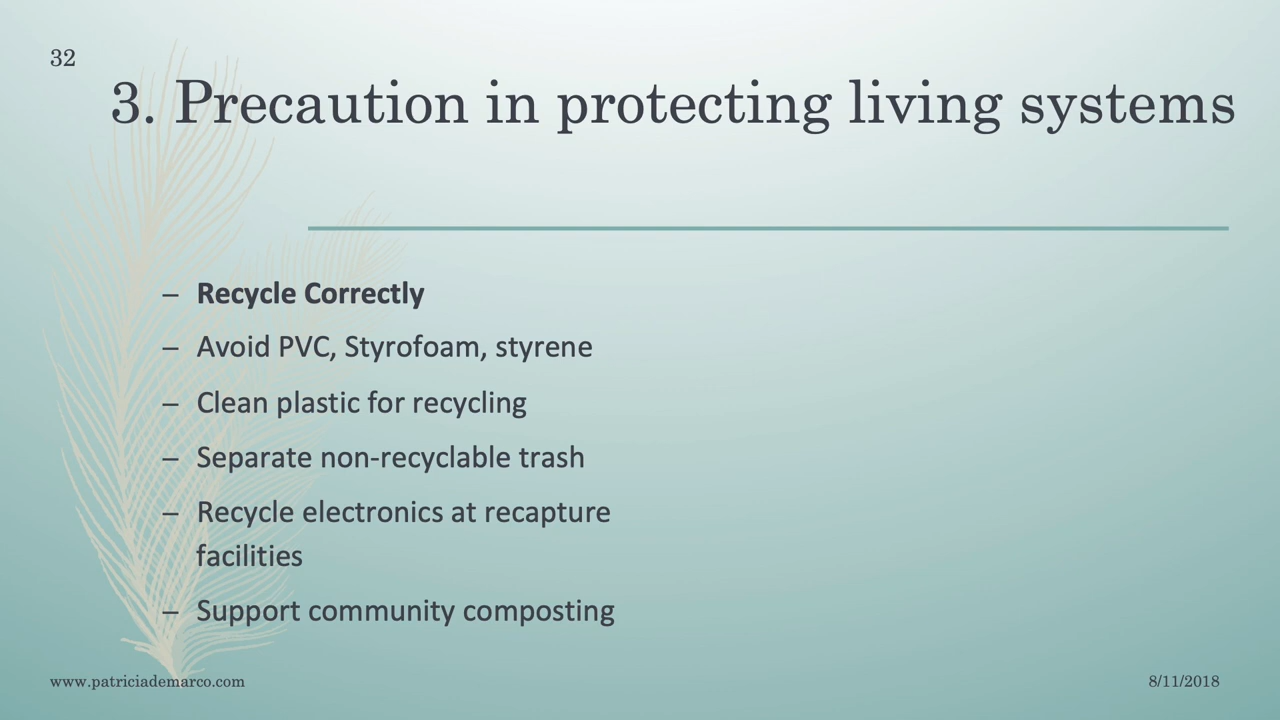 32
3. Precaution in protecting living systems
– Recycle Correctly
– Avoid PVC, Styrofoam, styrene
– Clean plastic for recycling
– Separate non-recyclable trash
– Recycle electronics at recapture
facilities
– Support community composting
www.patriciademarco.com
8/11/2018